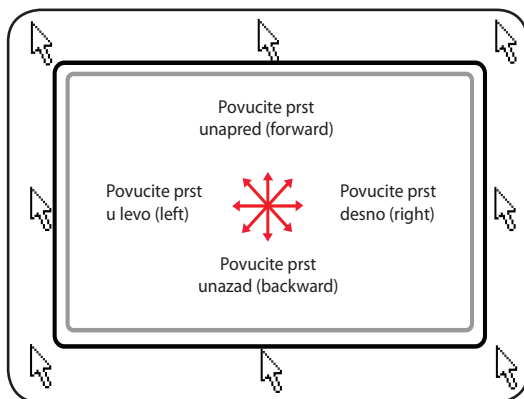 Povucite prst
unapred (forward)
Povucite prst
u levo (left)
Povucite prst
desno (right)
Povucite prst
unazad (backward)